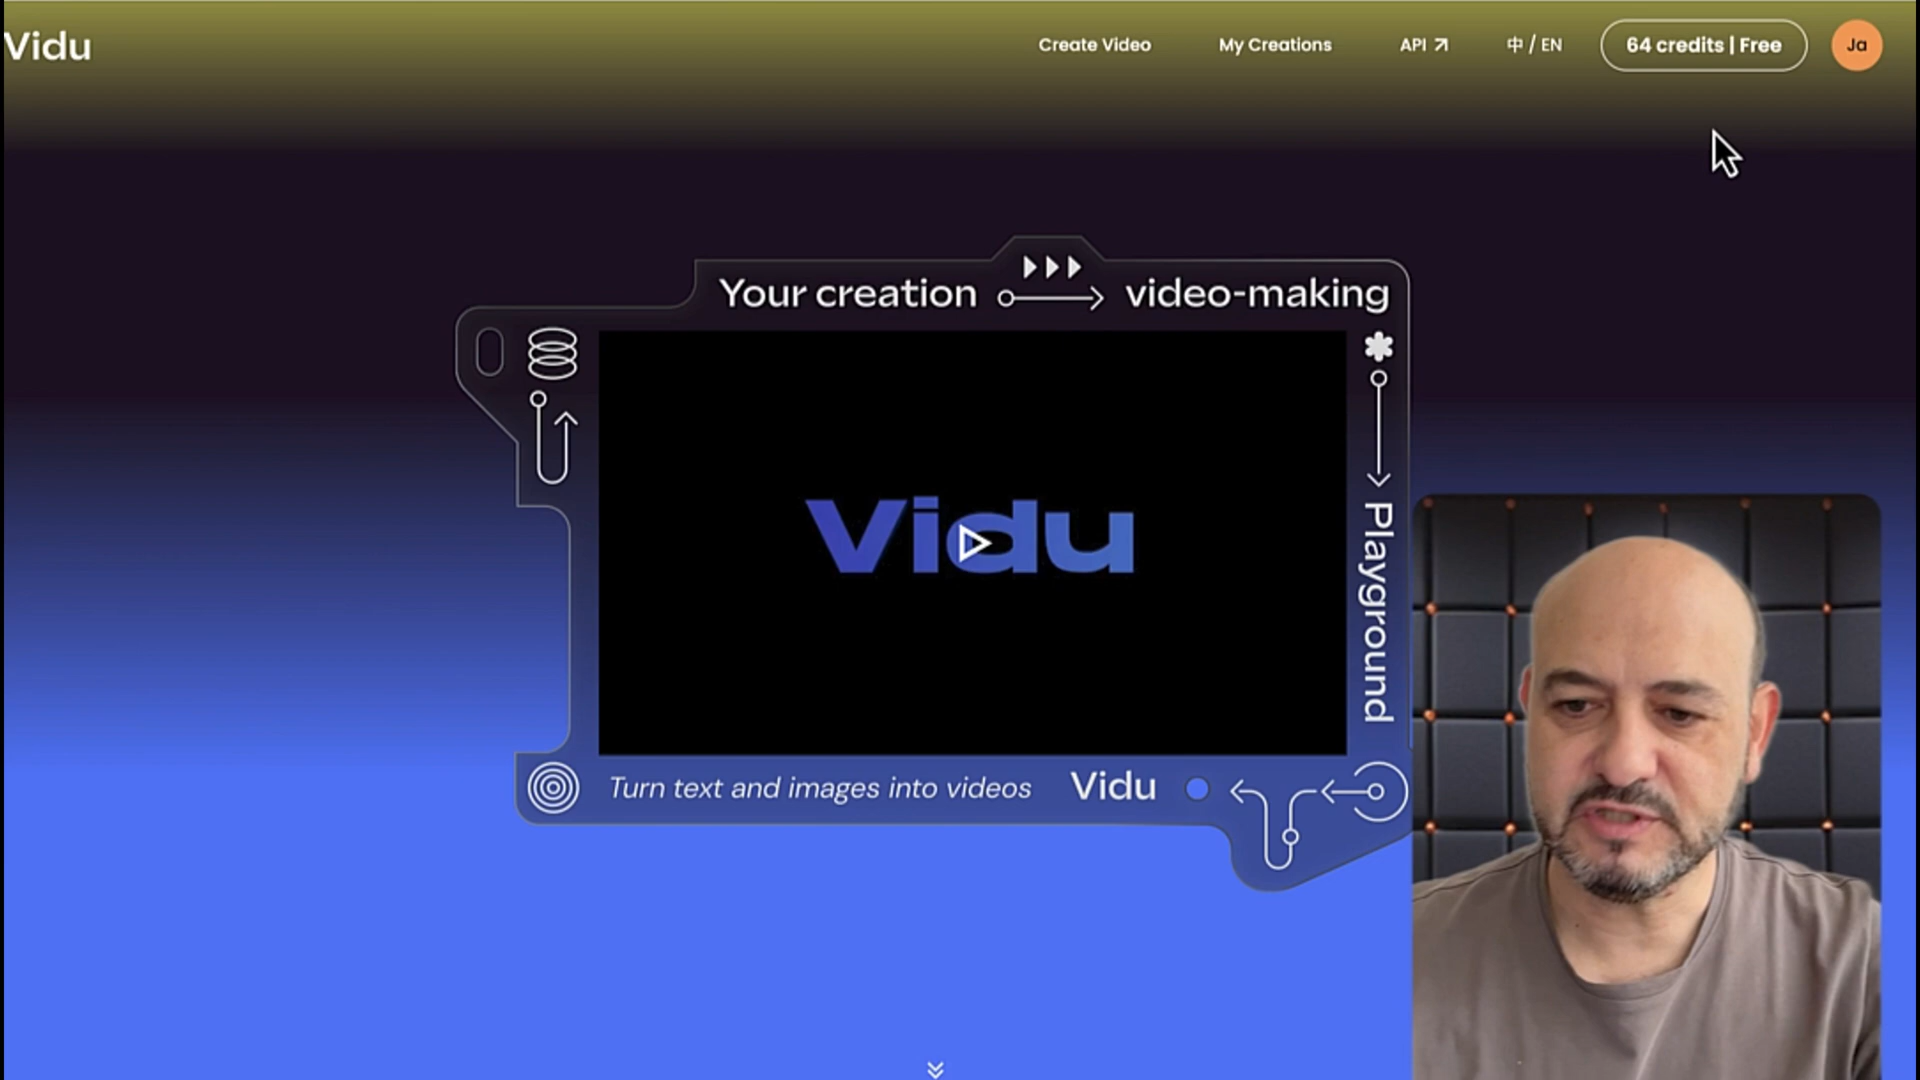 Vidu
Create Video
My Creations
API
中 / EN
64 credits | Free
Ja
Your creation
video-making
Vidu
Playground
Turn text and images into videos
Vidu